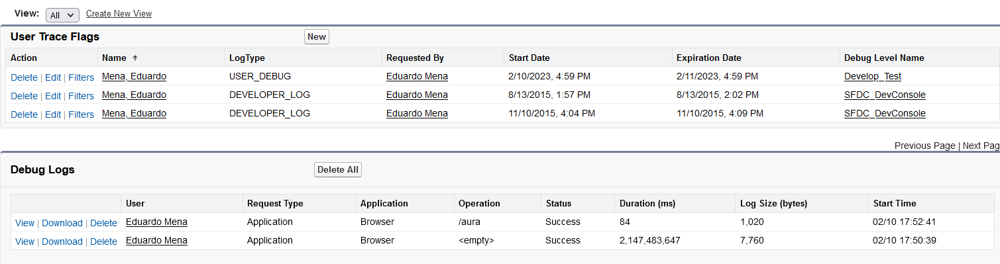 View: All Create New View
User Trace Flags New
Action Name ↑ LogType Requested By Start Date Expiration Date Debug Level Name
Delete | Edit | Filters Mena, Eduardo USER_DEBUG Eduardo Mena 2/10/2023, 4:59 PM 2/11/2023, 4:59 PM Develop_Test
Delete | Edit | Filters Mena, Eduardo DEVELOPER_LOG Eduardo Mena 8/13/2015, 1:57 PM 8/13/2015, 2:02 PM SFDC_DevConsole
Delete | Edit | Filters Mena, Eduardo DEVELOPER_LOG Eduardo Mena 11/10/2015, 4:04 PM 11/10/2015, 4:09 PM SFDC_DevConsole
Previous Page | Next Pag
Debug Logs Delete All
User Request Type Application Operation Status Duration (ms) Log Size (bytes) Start Time
View | Download | Delete Eduardo Mena Application Browser /aura Success 84 1,020 02/10 17:52:41
View | Download | Delete Eduardo Mena Application Browser <empty> Success 2,147,483,647 7,760 02/10 17:50:39